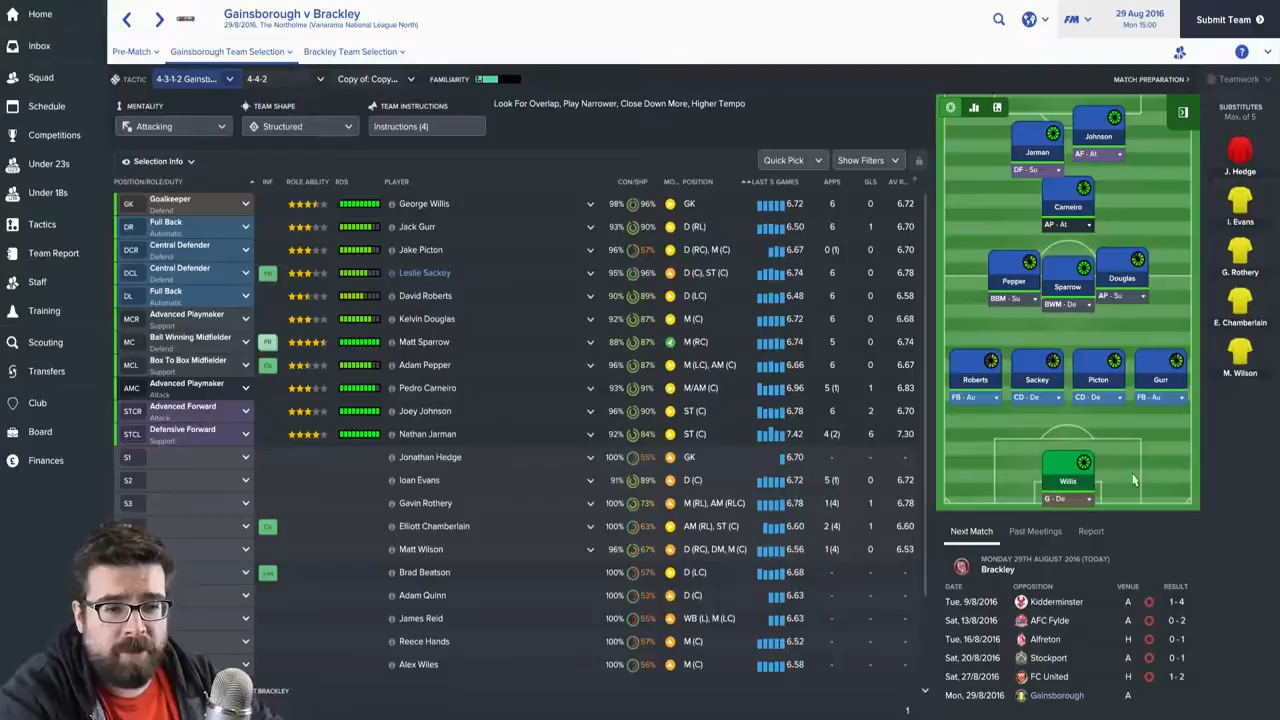 Home
Inbox
Squad
Schedule
Competitions
Under 23s
Under 18s
Tactics
Team Report
Staff
Training
Scouting
Transfers
Club
Board
Finances
Gainsborough v Brackley
29/8/2016, The Northolme (Vanarama National League North)
FM
29 Aug 2016
Mon 15:00
Submit Team
Pre-Match
Gainsborough Team Selection
Brackley Team Selection
TACTIC
4-3-1-2 Gainsb...
4-4-2
Copy of: Copy...
FAMILIARITY
MATCH PREPARATION >
Teamwork
MENTALITY
TEAM SHAPE
TEAM INSTRUCTIONS
Look For Overlap, Play Narrower, Close Down More, Higher Tempo
Attacking
Structured
Instructions (4)
Selection Info
Quick Pick
Show Filters
POSITION/ROLE/DUTY INF ROLE ABILITY RDS PLAYER CON/SHP MO... POSITION LAST 5 GAMES APPS GLS AV R...
GK Goalkeeper Defend George Willis 98% 96% GK 6.72 6 0 6.72
DR Full Back Automatic Jack Gurr 93% 90% D (RL) 6.50 6 1 6.70
DCR Central Defender Defend Jake Picton 96% 57% D (RC), M (C) 6.67 0 (1) 0 6.70
DCL Central Defender Defend Leslie Sackey 95% 96% D (C), ST (C) 6.74 6 0 6.78
DL Full Back Automatic David Roberts 90% 89% D (LC) 6.48 6 0 6.58
MCR Advanced Playmaker Support Kelvin Douglas 92% 87% M (C) 6.72 6 0 6.68
MC Ball Winning Midfielder Defend PR Matt Sparrow 88% 87% M (RC) 6.74 5 0 6.74
MCL Box To Box Midfielder Support Adam Pepper 86% 87% M (LC), AM (C) 6.66 6 0 6.67
AMC Advanced Playmaker Attack Pedro Carneiro 93% 91% M/AM (C) 6.96 5 (1) 1 6.83
STCR Advanced Forward Attack Joey Johnson 96% 90% ST (C) 6.78 6 2 6.70
STCL Defensive Forward Support Nathan Jarman 92% 84% ST (C) 7.42 4 (2) 6 7.30
S1 Jonathan Hedge 100% 55% GK 6.70 - - -
S2 Ioan Evans 91% 89% D (C) 6.72 5 (1) 0 6.72
S3 Gavin Rothery 100% 73% M (RL), AM (RLC) 6.78 1 (4) 1 6.78
Elliott Chamberlain 100% 63% AM (RL), ST (C) 6.60 2 (4) 1 6.60
Matt Wilson 96% 67% D (RC), DM, M (C) 6.56 1 (4) 0 6.53
Brad Beatson 100% 57% D (LC) 6.68 - - -
Adam Quinn 100% 53% D (C) 6.63 - - -
James Reid 100% 55% WB (L), M (LC) 6.63 - - -
Reece Hands 100% 57% M (C) 6.52 - - -
Alex Wiles 100% 56% M (C) 6.58 - - -
T BRACKLEY
1
Johnson
AF - At
Jarman
DF - Su
Carneiro
AP - At
Pepper
BBM - Su
Sparrow
BWM - De
Douglas
AP - Su
Roberts
FB - Au
Sackey
CD - De
Picton
CD - De
Gurr
FB - Au
Willis
G - De
SUBSTITUTES
Max. of 5
J. Hedge
I. Evans
G. Rothery
E. Chamberlain
M. Wilson
Next Match
Past Meetings
Report
MONDAY 29TH AUGUST 2016 (TODAY)
Brackley
DATE OPPOSITION VENUE RESULT
Tue, 9/8/2016 Kidderminster A 1 - 4
Sat, 13/8/2016 AFC Fylde A 0 - 2
Tue, 16/8/2016 Alfreton H 0 - 1
Sat, 20/8/2016 Stockport A 0 - 1
Sat, 27/8/2016 FC United H 1 - 2
Mon, 29/8/2016 Gainsborough A